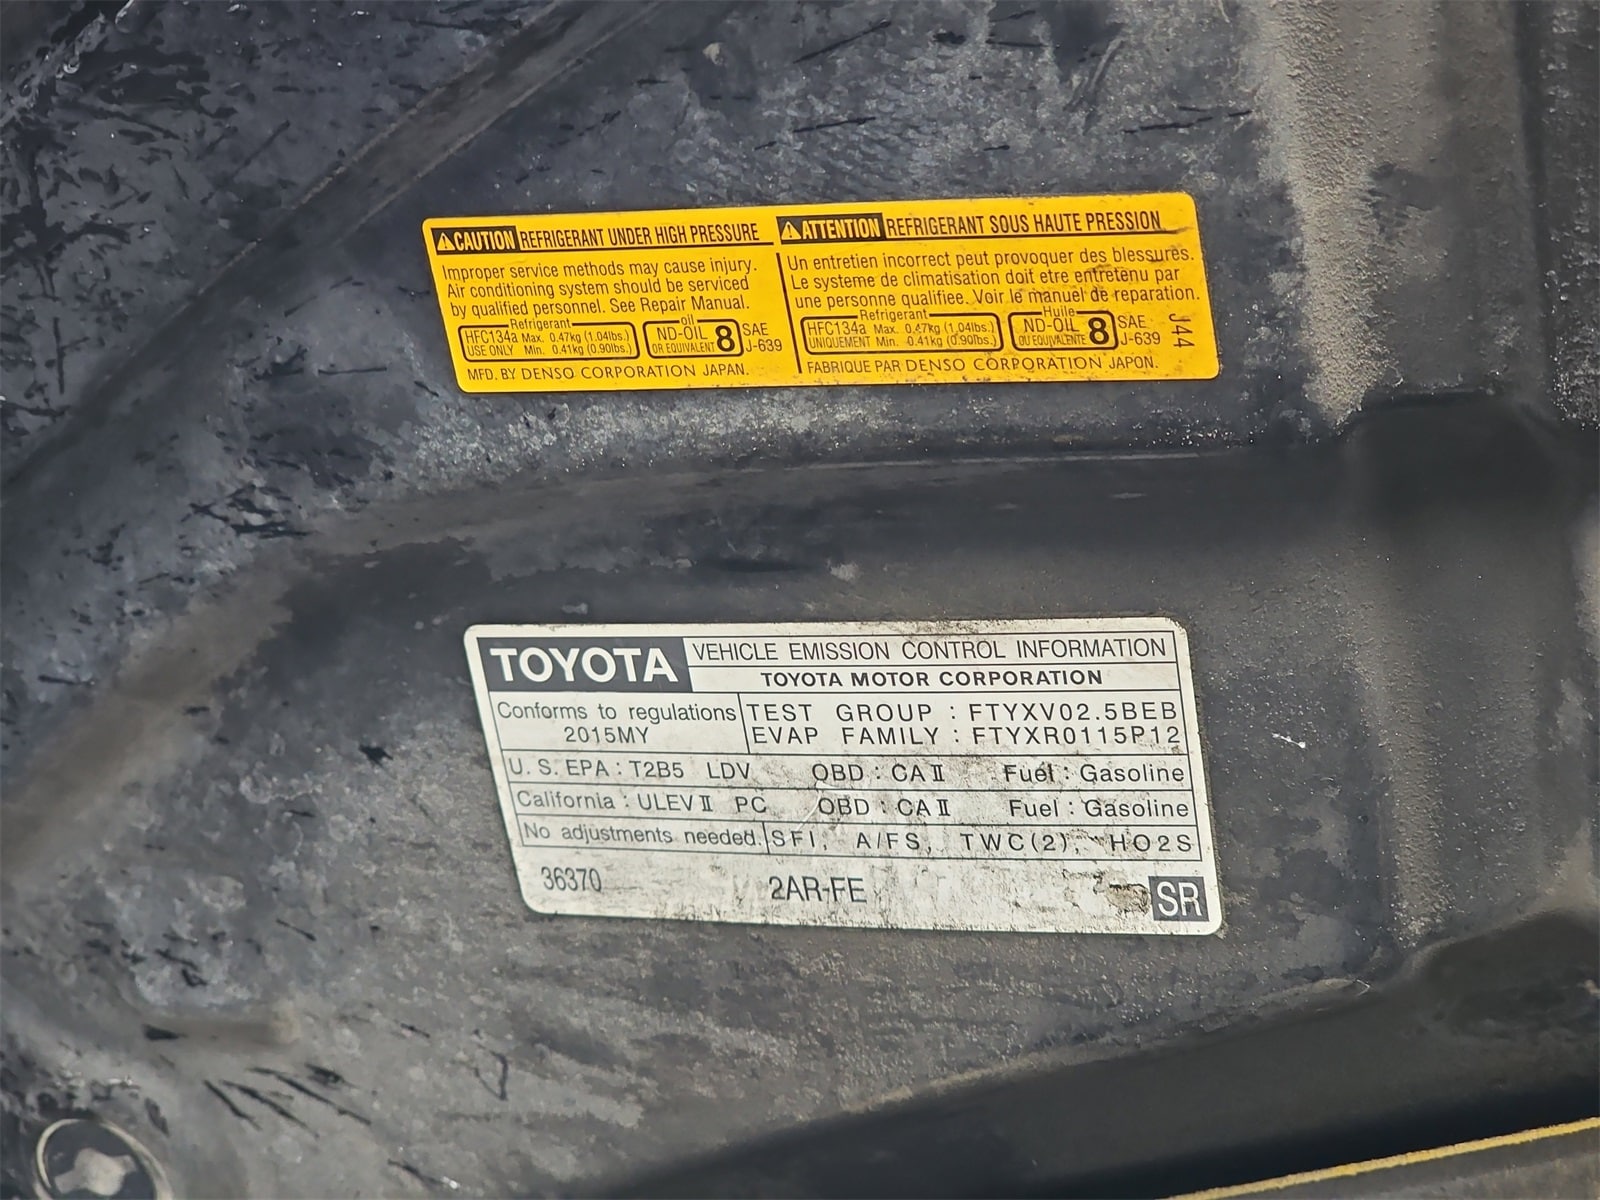 CAUTION REFRIGERANT UNDER HIGH PRESSURE
Improper service methods may cause injury.
Air conditioning system should be serviced
by qualified personnel. See Repair Manual.
Refrigerant
HFC134a Max. 0.47kg (1.04lbs.)
USE ONLY Min. 0.41kg (0.90lbs.)
oil
ND-OIL 8
OR EQUIVALENT
SAE
J-639
MFD. BY DENSO CORPORATION JAPAN.
ATTENTION REFRIGERANT SOUS HAUTE PRESSION
Un entretien incorrect peut provoquer des blessures.
Le systeme de climatisation doit etre entretenu par
une personne qualifiee. Voir le manuel de reparation.
Refrigerant
HFC134a Max. 0.47kg (1.04lbs.)
UNIQUEMENT Min. 0.41kg (0.90lbs.)
Huile
ND-OIL 8
OU EQUIVALENTE
SAE
J-639
FABRIQUE PAR DENSO CORPORATION JAPON.
J44
TOYOTA
VEHICLE EMISSION CONTROL INFORMATION
TOYOTA MOTOR CORPORATION
Conforms to regulations
2015MY
TEST GROUP : FTYXV02.5BEB
EVAP FAMILY : FTYXR0115P12
U. S. EPA : T2B5 LDV OBD : CAⅡ Fuel : Gasoline
California : ULEVⅡ PC OBD : CAⅡ Fuel : Gasoline
No adjustments needed. SFI, A/FS, TWC(2), HO2S
36370 2AR-FE SR